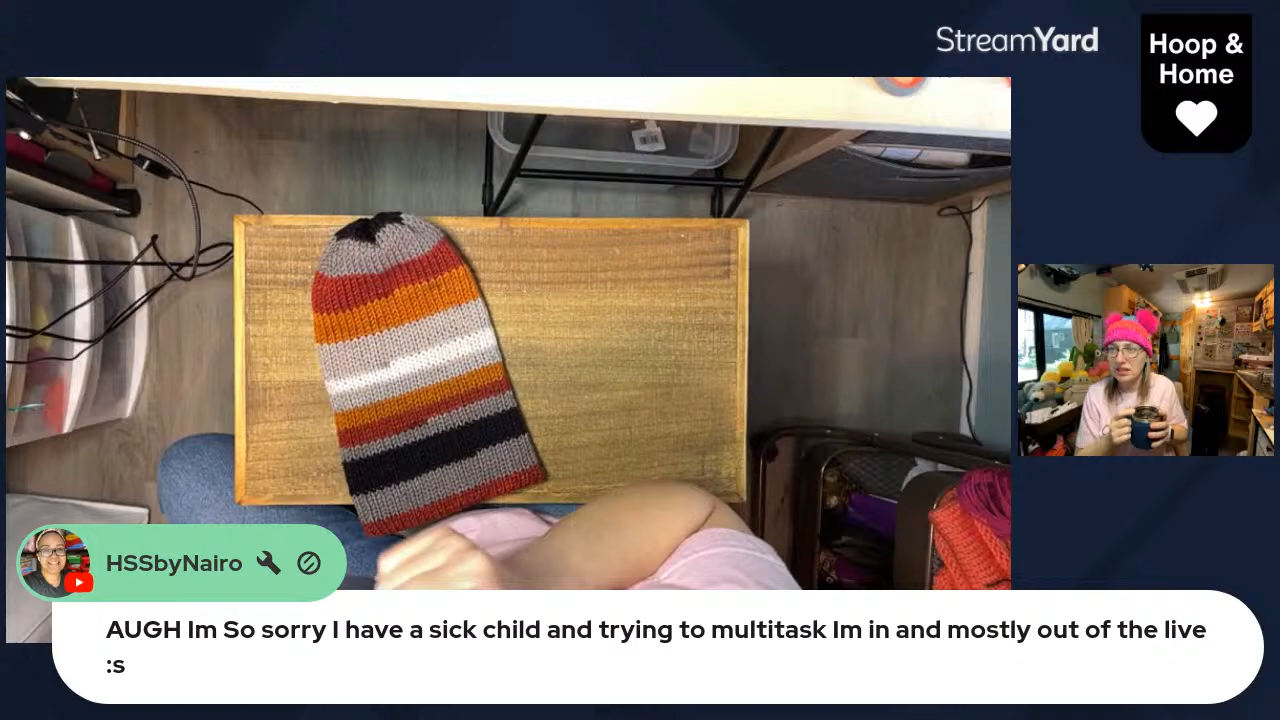 StreamYard
Hoop &
Home
HSSbyNairo
AUGH Im So sorry I have a sick child and trying to multitask Im in and mostly out of the live
:s